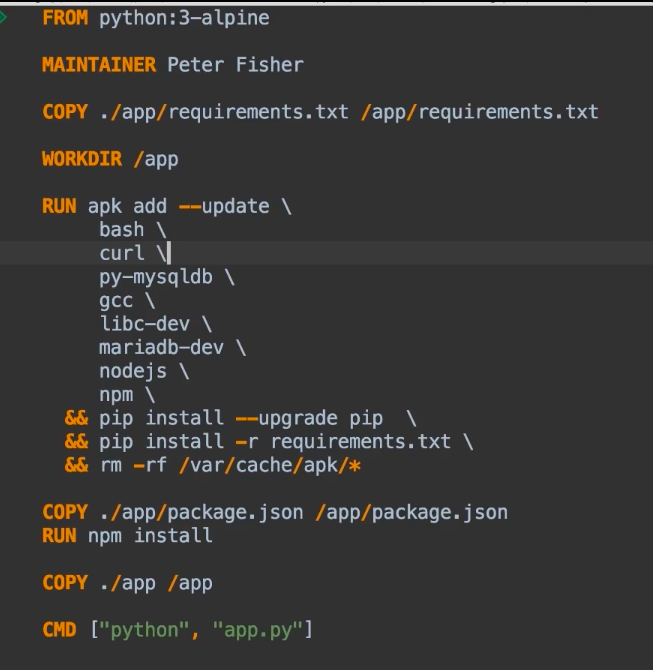 FROM python:3-alpine
MAINTAINER Peter Fisher
COPY ./app/requirements.txt /app/requirements.txt
WORKDIR /app
RUN apk add --update \
bash \
curl \
py-mysqldb \
gcc \
libc-dev \
mariadb-dev \
nodejs \
npm \
&& pip install --upgrade pip  \
&& pip install -r requirements.txt \
&& rm -rf /var/cache/apk/*
COPY ./app/package.json /app/package.json
RUN npm install
COPY ./app /app
CMD ["python", "app.py"]